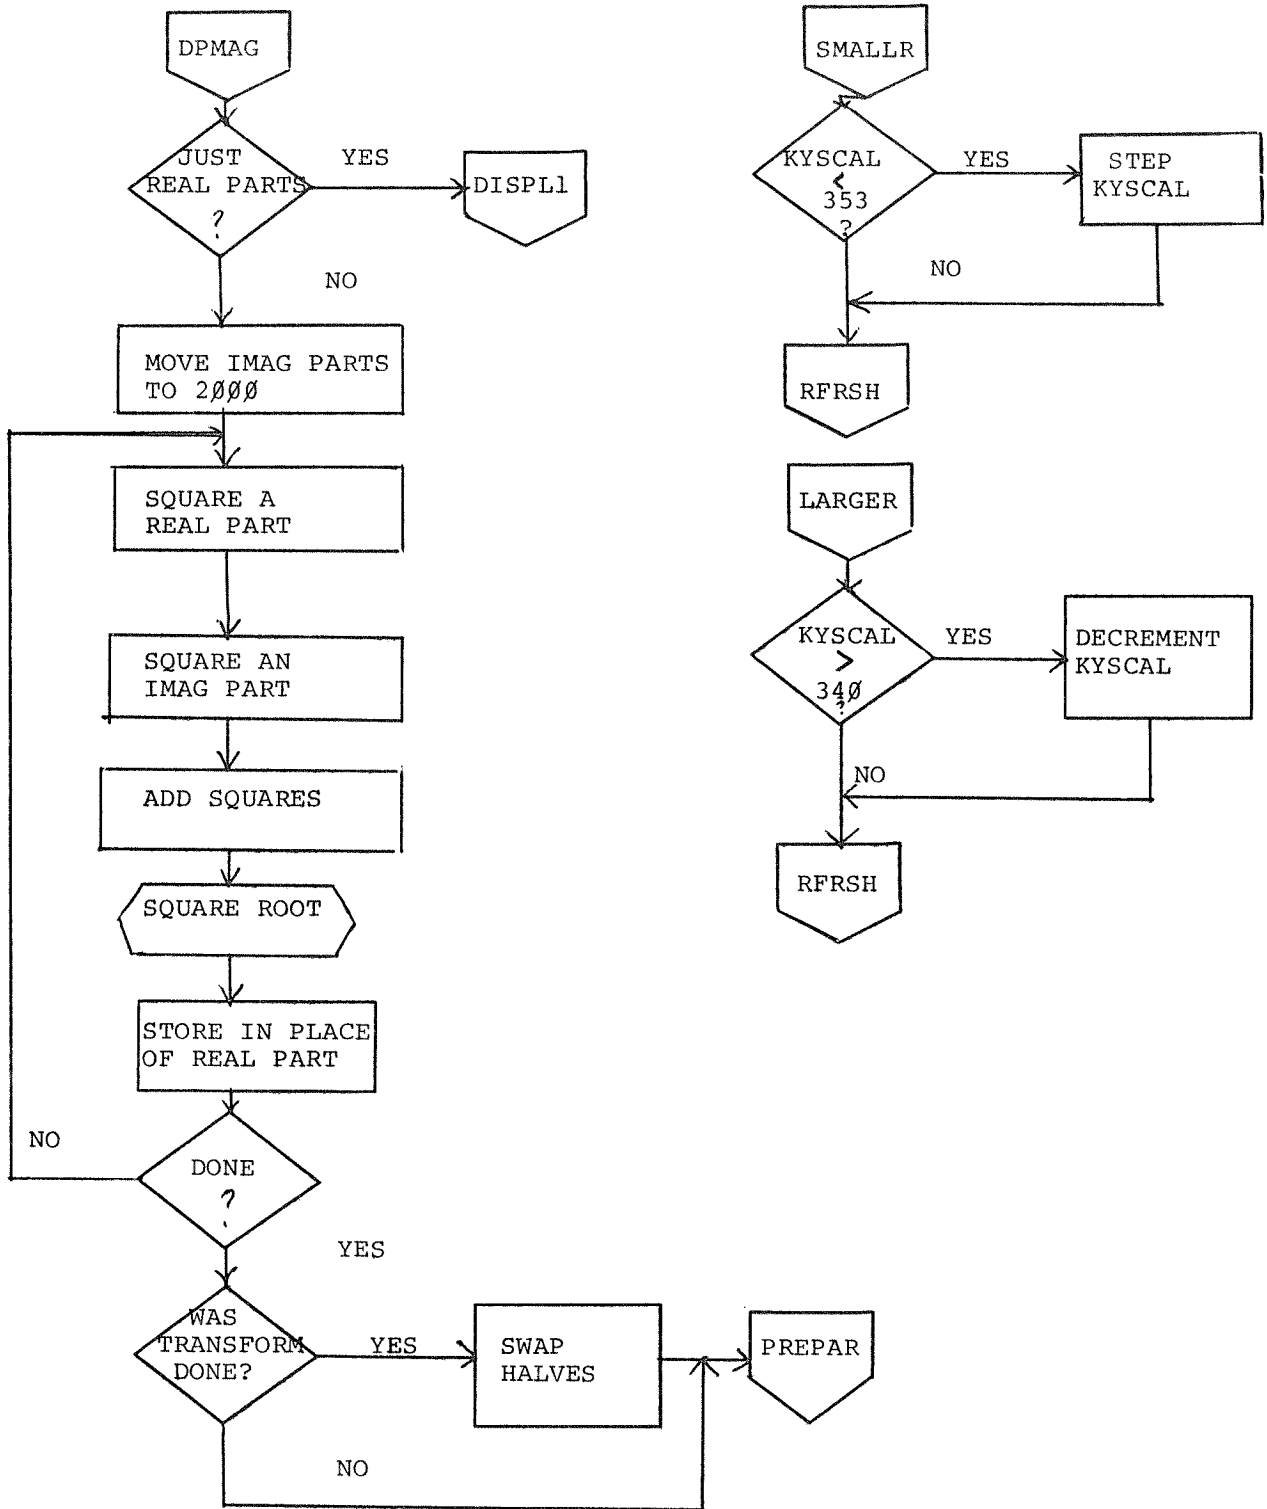 DPMAG
JUST
REAL PARTS
?
YES
DISPL1
NO
MOVE IMAG PARTS
TO 2ØØØ
SQUARE A
REAL PART
SQUARE AN
IMAG PART
ADD SQUARES
SQUARE ROOT
STORE IN PLACE
OF REAL PART
NO
DONE
?
YES
WAS
TRANSFORM
DONE?
YES
SWAP
HALVES
PREPAR
NO
SMALLR
KYSCAL
<
353
?
YES
STEP
KYSCAL
NO
RFRSH
LARGER
KYSCAL
>
34Ø
?
YES
DECREMENT
KYSCAL
NO
RFRSH